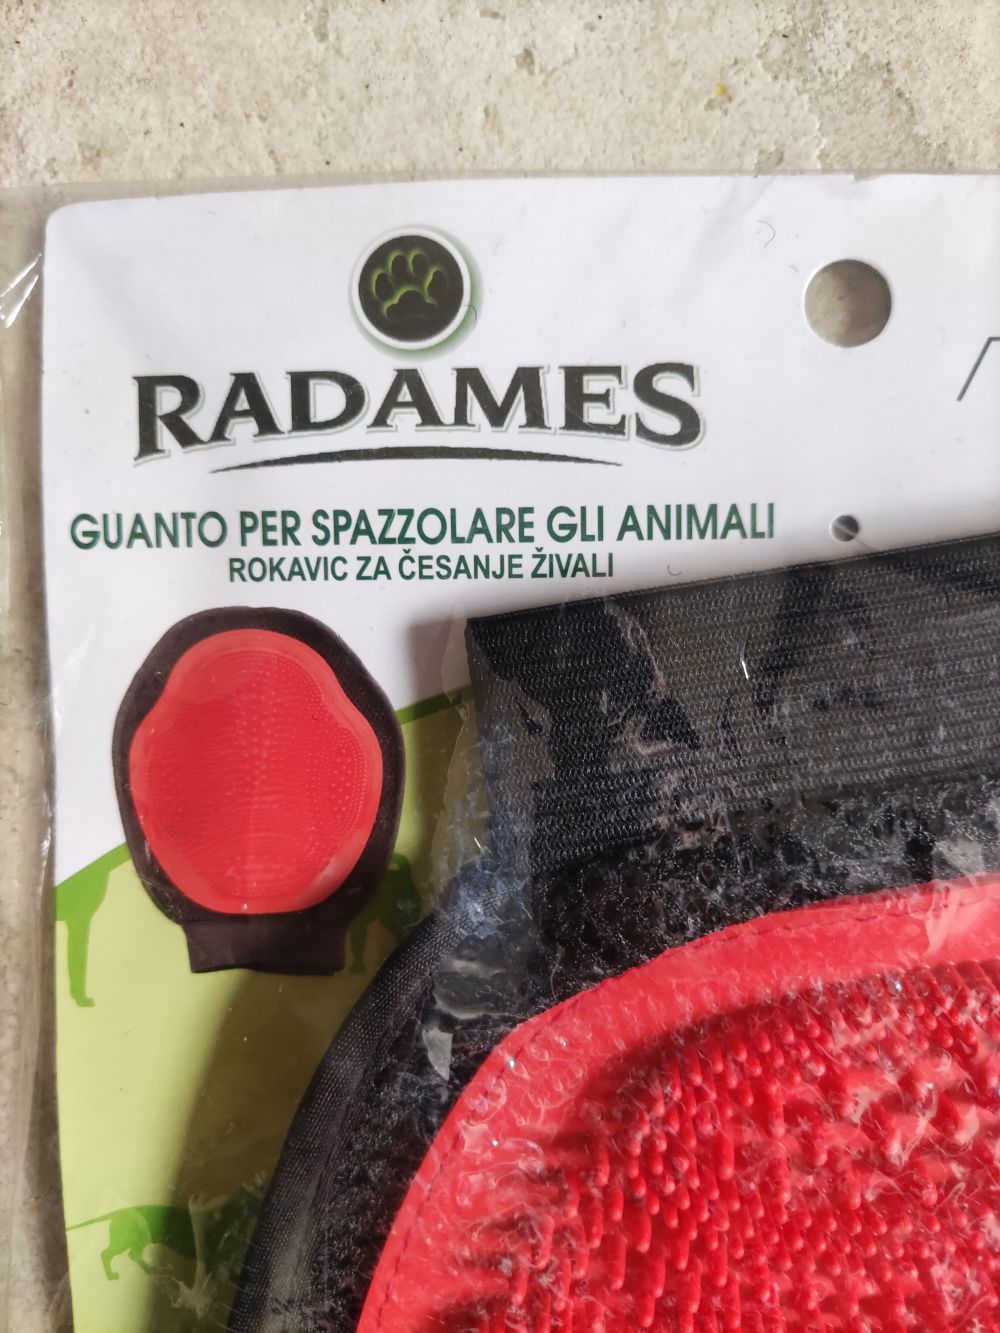 RADAMES
GUANTO PER SPAZZOLARE GLI ANIMALI
ROKAVIC ZA ČESANJE ŽIVALI